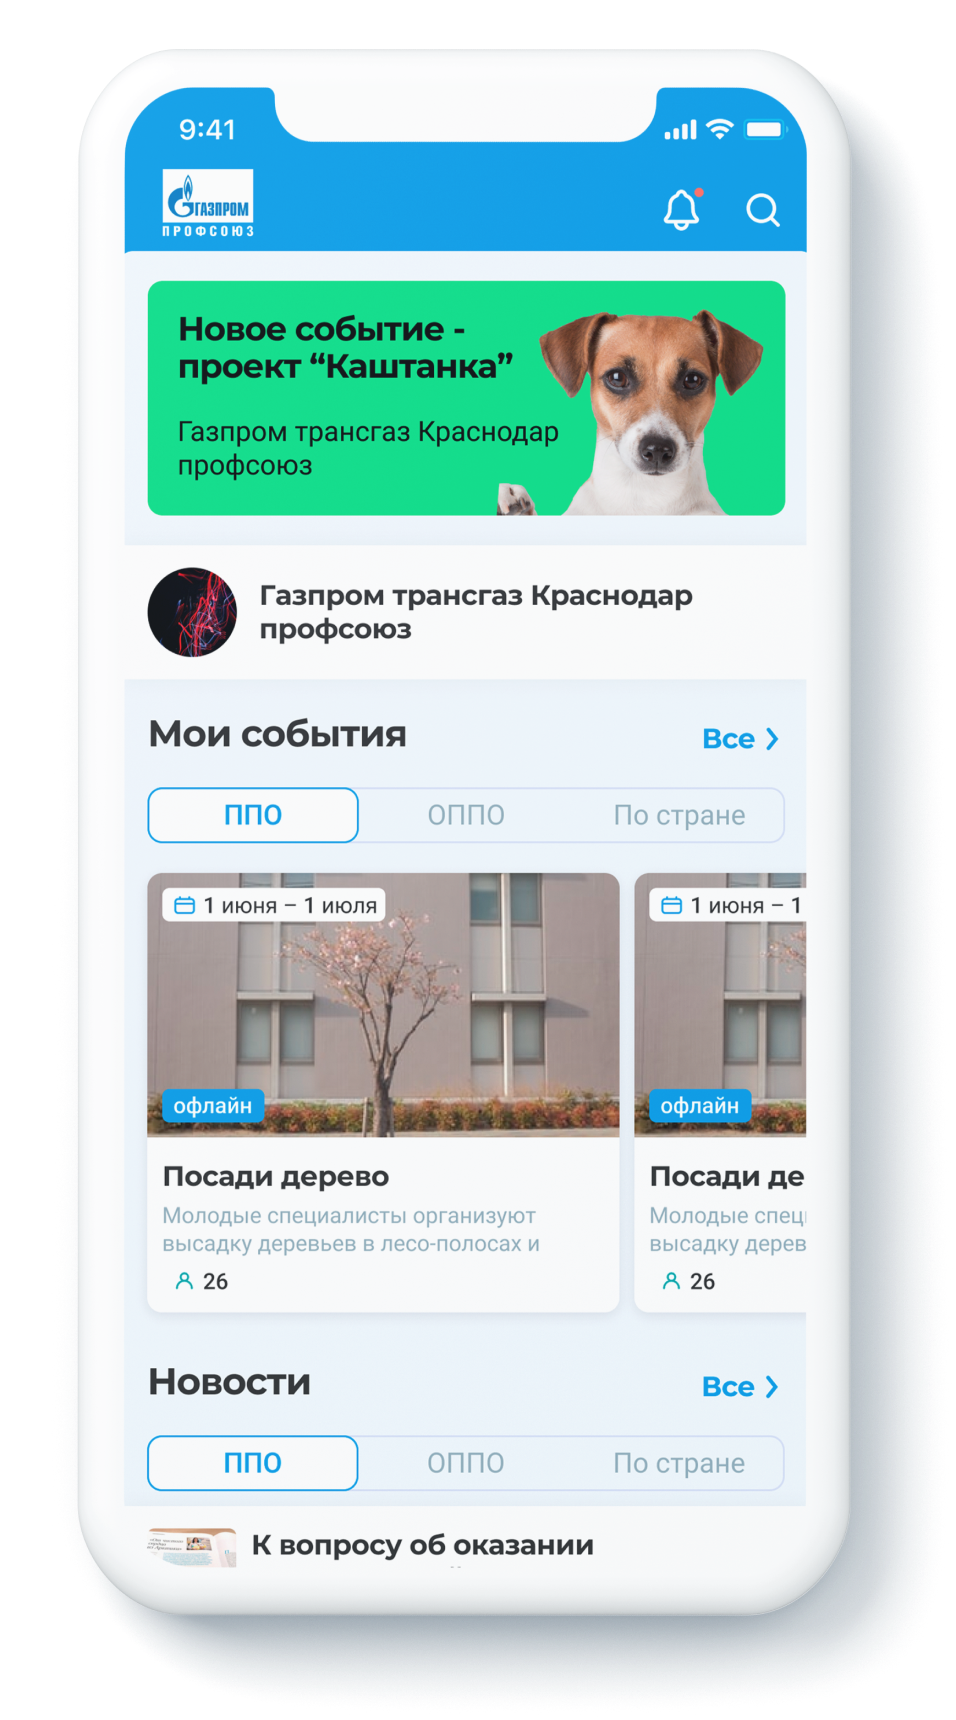 9:41
ГАЗПРОМ
ПРОФСОЮЗ
Новое событие -
проект “Каштанка”
Газпром трансгаз Краснодар
профсоюз
Газпром трансгаз Краснодар
профсоюз
Мои события
Все
ППО
ОППО
По стране
1 июня – 1 июля
1 июня – 1
офлайн
офлайн
Посади дерево
Посади де
Молодые специалисты организуют
высадку деревьев в лесо-полосах и
Молодые спец
высадку дерев
26
26
Новости
Все
ППО
ОППО
По стране
К вопросу об оказании